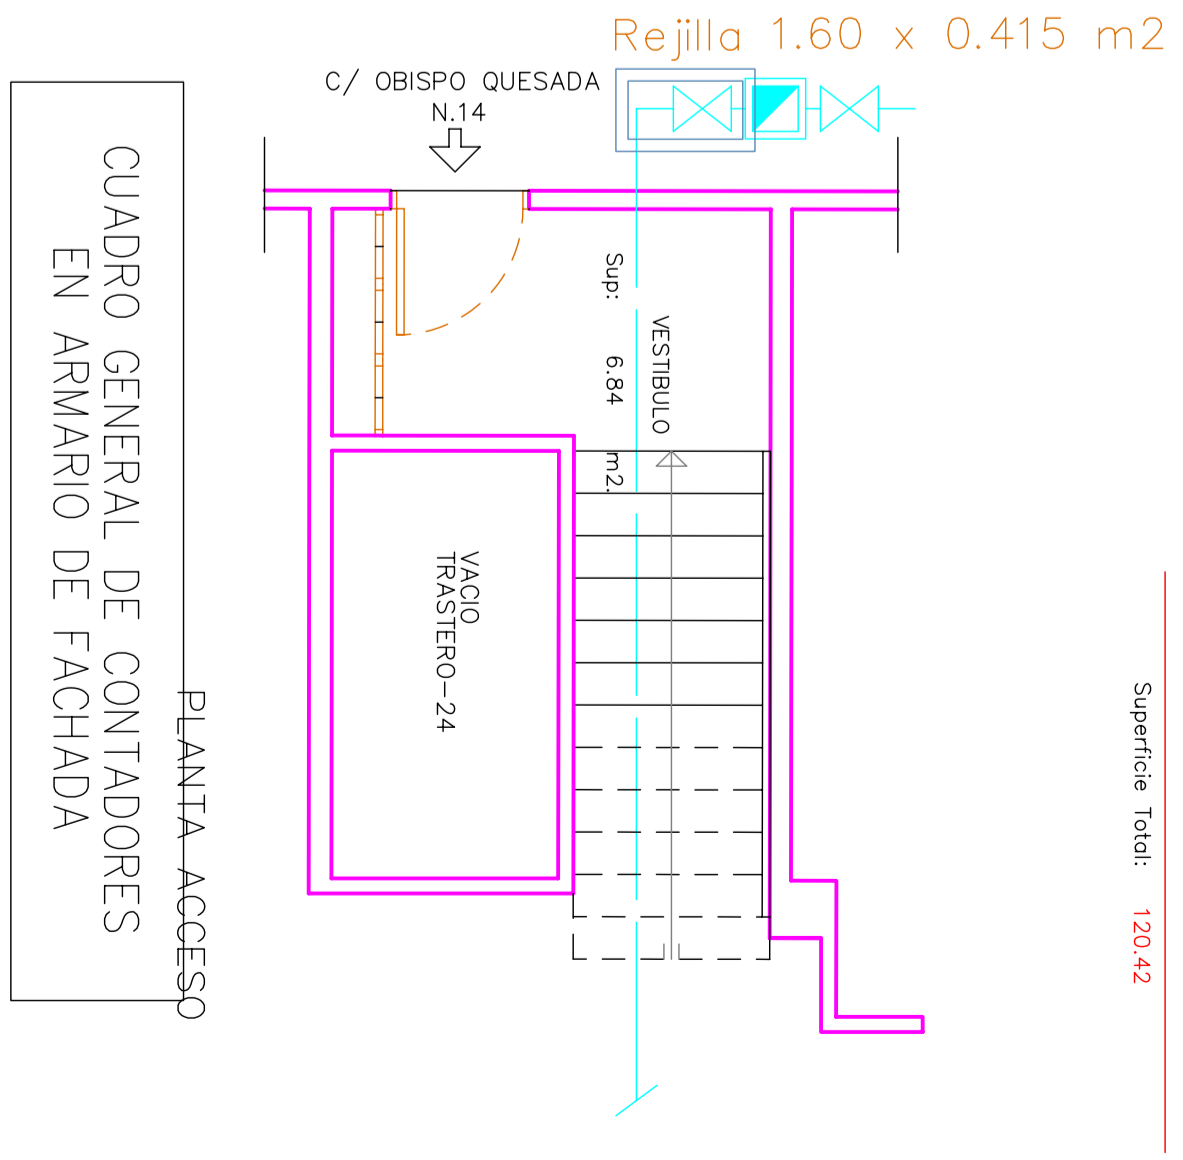 Rejilla 1.60 x 0.415 m2
C/ OBISPO QUESADA
N.14
CUADRO GENERAL DE CONTADORES
EN ARMARIO DE FACHADA
PLANTA ACCESO
VESTIBULO
Sup: 6.84 m2.
VACIO
TRASTERO-24
Superficie Total: 120.42